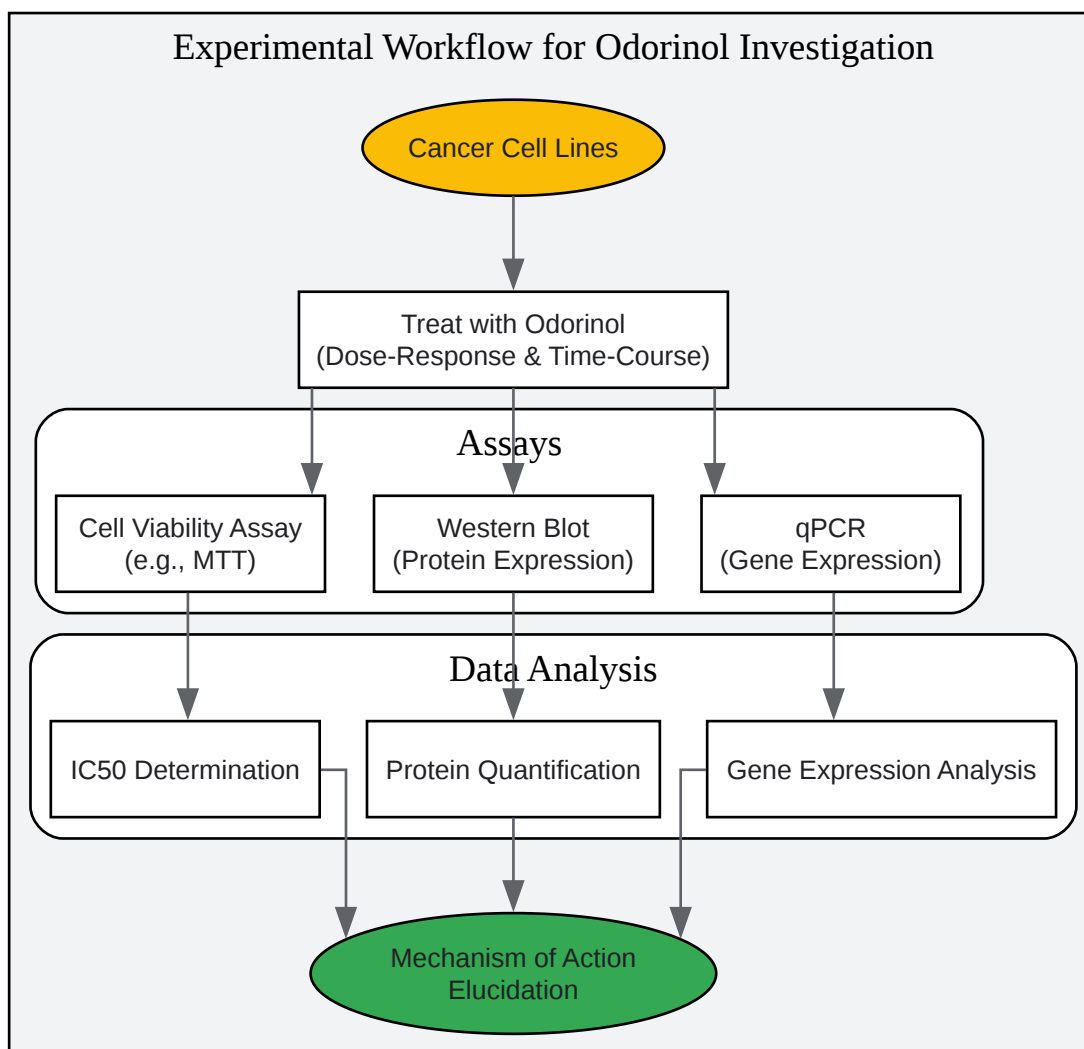 Experimental Workflow for Odorinol Investigation
Cancer Cell Lines
Treat with Odorinol
(Dose-Response & Time-Course)
Assays
Cell Viability Assay
(e.g., MTT)
Western Blot
(Protein Expression)
qPCR
(Gene Expression)
Data Analysis
IC50 Determination
Protein Quantification
Gene Expression Analysis
Mechanism of Action
Elucidation